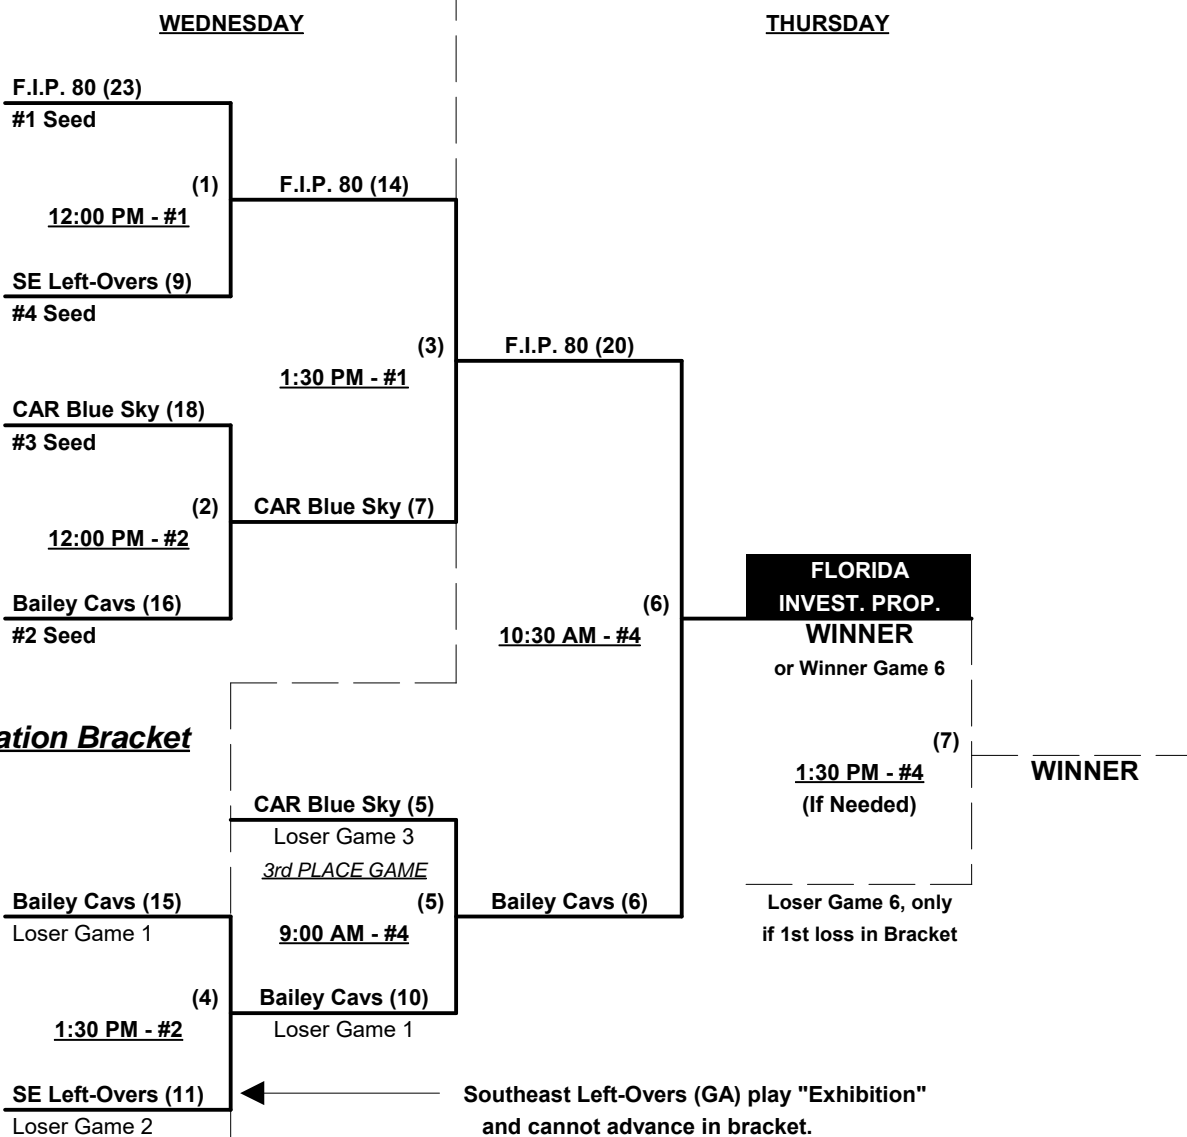 WEDNESDAY
THURSDAY
F.I.P. 80 (23)
#1 Seed
(1)
F.I.P. 80 (14)
12:00 PM - #1
SE Left-Overs (9)
#4 Seed
(3)
F.I.P. 80 (20)
1:30 PM - #1
CAR Blue Sky (18)
#3 Seed
(2)
CAR Blue Sky (7)
12:00 PM - #2
Bailey Cavs (16)
#2 Seed
(6)
10:30 AM - #4
FLORIDA
INVEST. PROP.
WINNER
or Winner Game 6
ation Bracket
(7)
1:30 PM - #4
(If Needed)
WINNER
CAR Blue Sky (5)
Loser Game 3
3rd PLACE GAME
Bailey Cavs (15)
Loser Game 1
(5)
9:00 AM - #4
Bailey Cavs (6)
Loser Game 6, only
if 1st loss in Bracket
(4)
Bailey Cavs (10)
Loser Game 1
1:30 PM - #2
SE Left-Overs (11)
Loser Game 2
Southeast Left-Overs (GA) play "Exhibition"
and cannot advance in bracket.